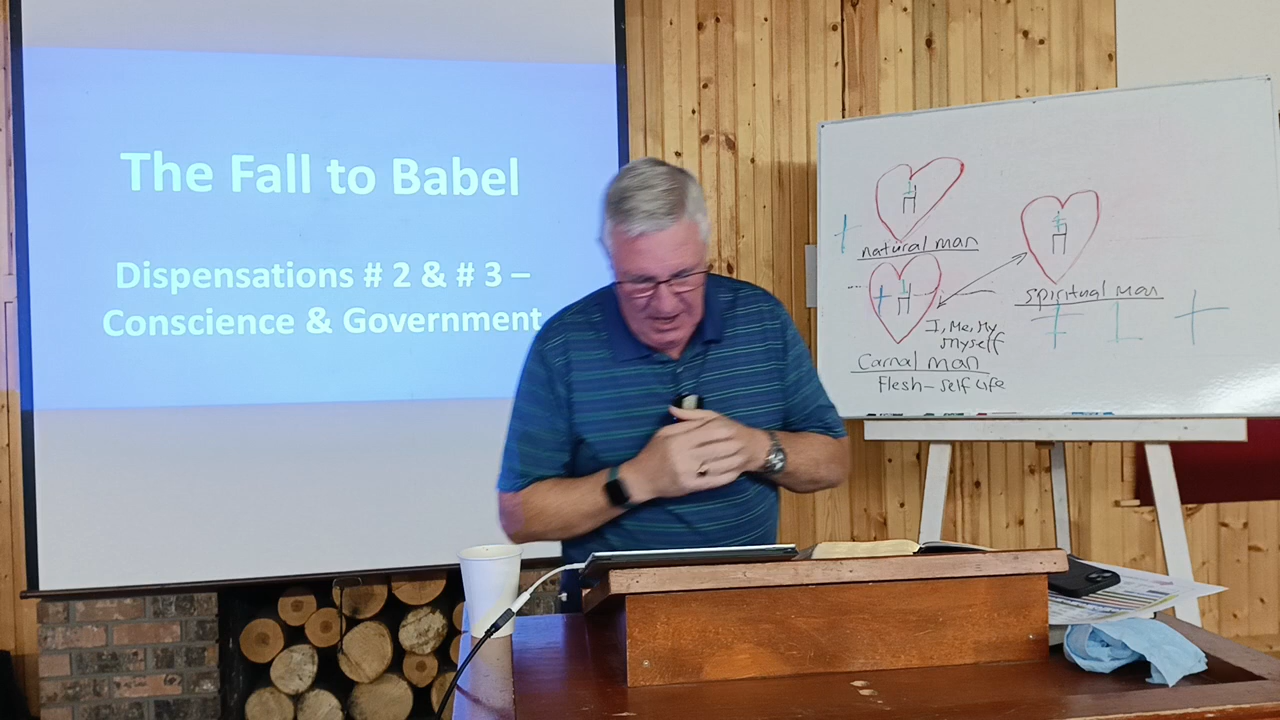 The Fall to Babel
Dispensations # 2 & # 3 –
Conscience & Government
natural man
spiritual man
I, Me, My
Myself
Carnal man
Flesh – Self Life